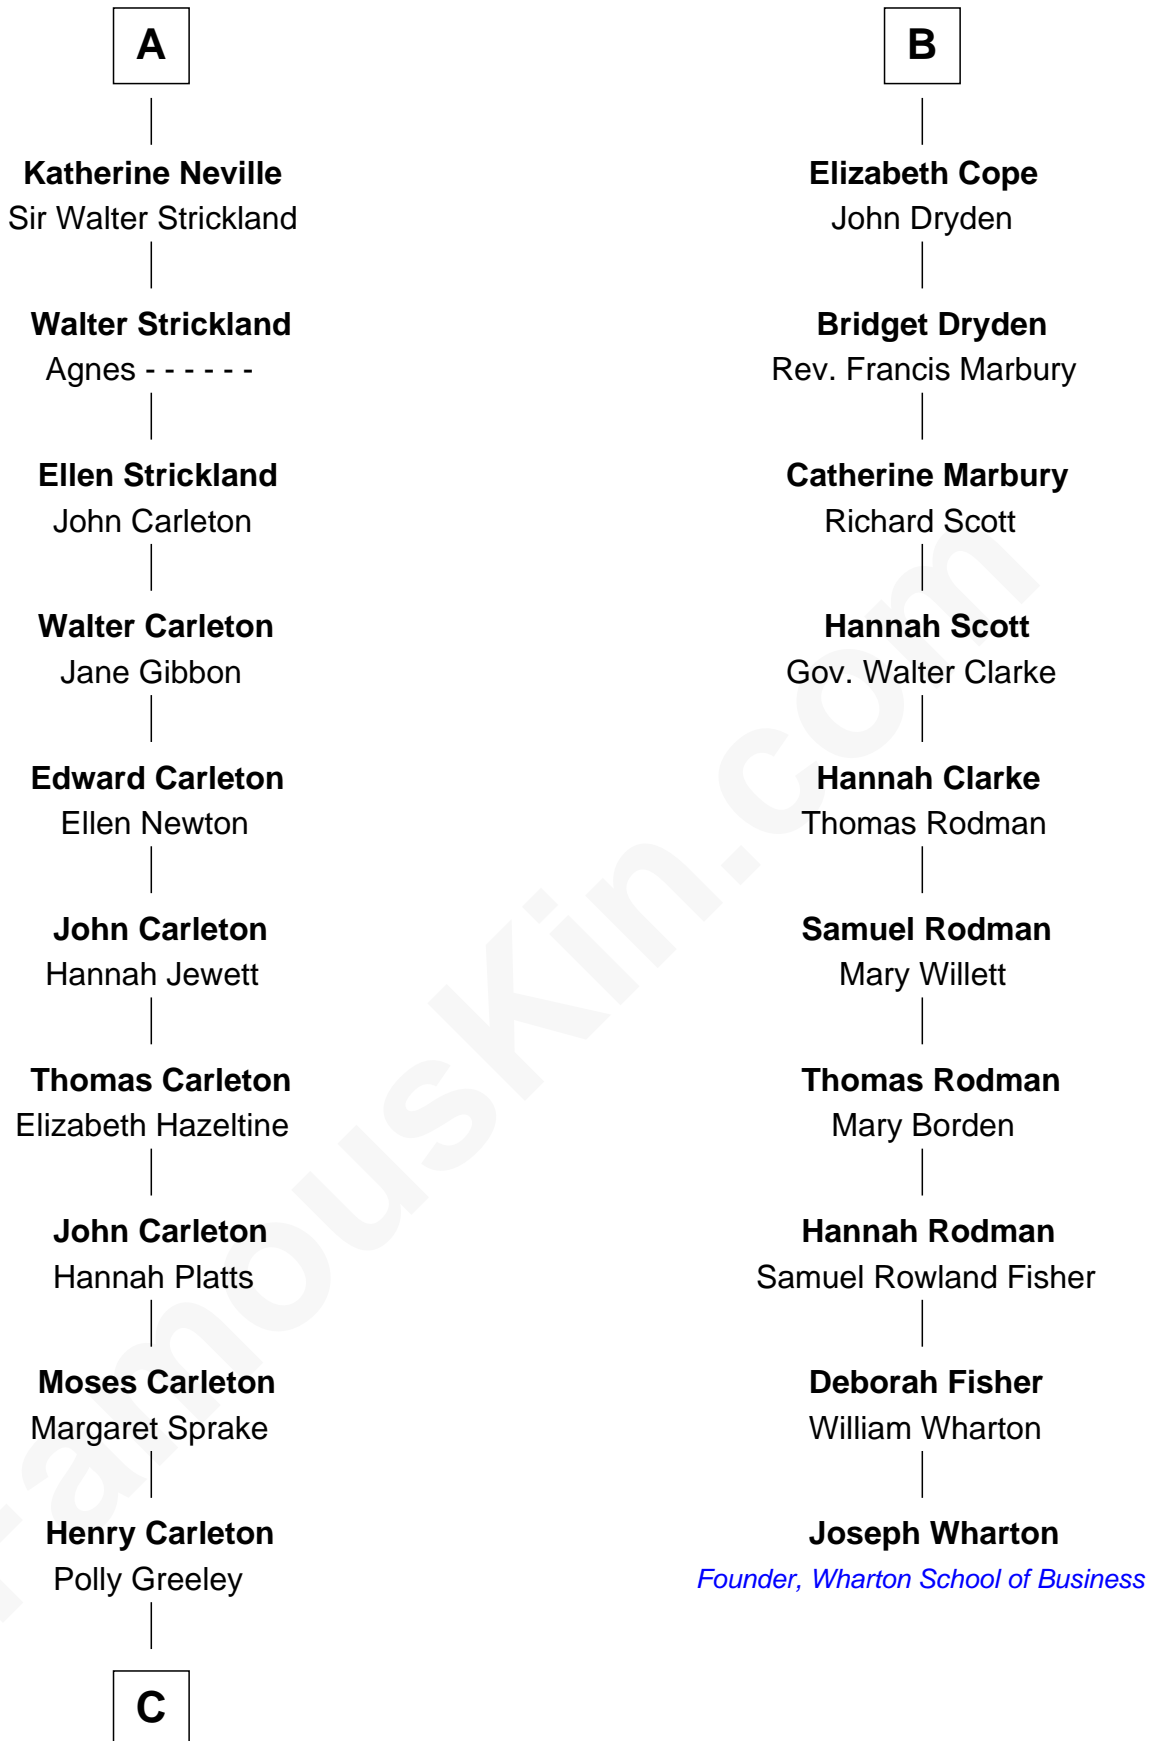 A
Katherine Neville
Sir Walter Strickland
Walter Strickland
Agnes - - - - - -
Ellen Strickland
John Carleton
Walter Carleton
Jane Gibbon
Edward Carleton
Ellen Newton
John Carleton
Hannah Jewett
Thomas Carleton
Elizabeth Hazeltine
John Carleton
Hannah Platts
Moses Carleton
Margaret Sprake
Henry Carleton
Polly Greeley
C
B
Elizabeth Cope
John Dryden
Bridget Dryden
Rev. Francis Marbury
Catherine Marbury
Richard Scott
Hannah Scott
Gov. Walter Clarke
Hannah Clarke
Thomas Rodman
Samuel Rodman
Mary Willett
Thomas Rodman
Mary Borden
Hannah Rodman
Samuel Rowland Fisher
Deborah Fisher
William Wharton
Joseph Wharton
Founder, Wharton School of Business
FamousKin.com